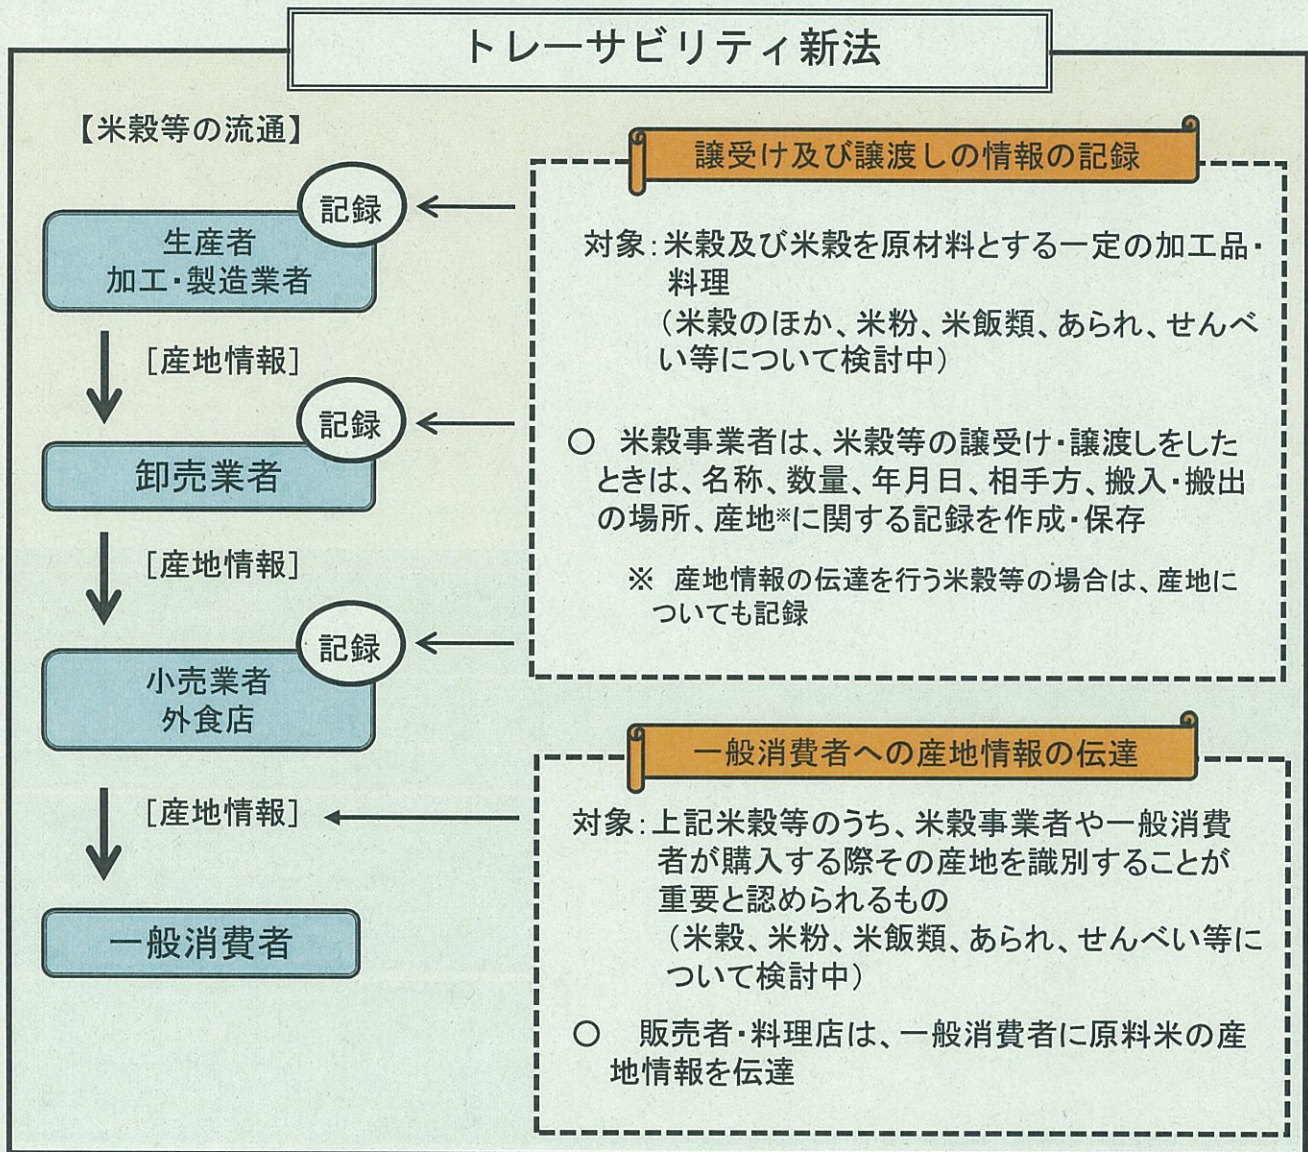 トレーサビリティ新法
【米穀等の流通】
記録
生産者
加工・製造業者
[産地情報]
記録
卸売業者
[産地情報]
記録
小売業者
外食店
[産地情報]
一般消費者
譲受け及び譲渡しの情報の記録
対象：米穀及び米穀を原材料とする一定の加工品・
料理
（米穀のほか、米粉、米飯類、あられ、せんべ
い等について検討中）
○　米穀事業者は、米穀等の譲受け・譲渡しをした
ときは、名称、数量、年月日、相手方、搬入・搬出
の場所、産地※に関する記録を作成・保存
※　産地情報の伝達を行う米穀等の場合は、産地に
ついても記録
一般消費者への産地情報の伝達
対象：上記米穀等のうち、米穀事業者や一般消費
者が購入する際その産地を識別することが
重要と認められるもの
（米穀、米粉、米飯類、あられ、せんべい等に
ついて検討中）
○　販売者・料理店は、一般消費者に原料米の産
地情報を伝達